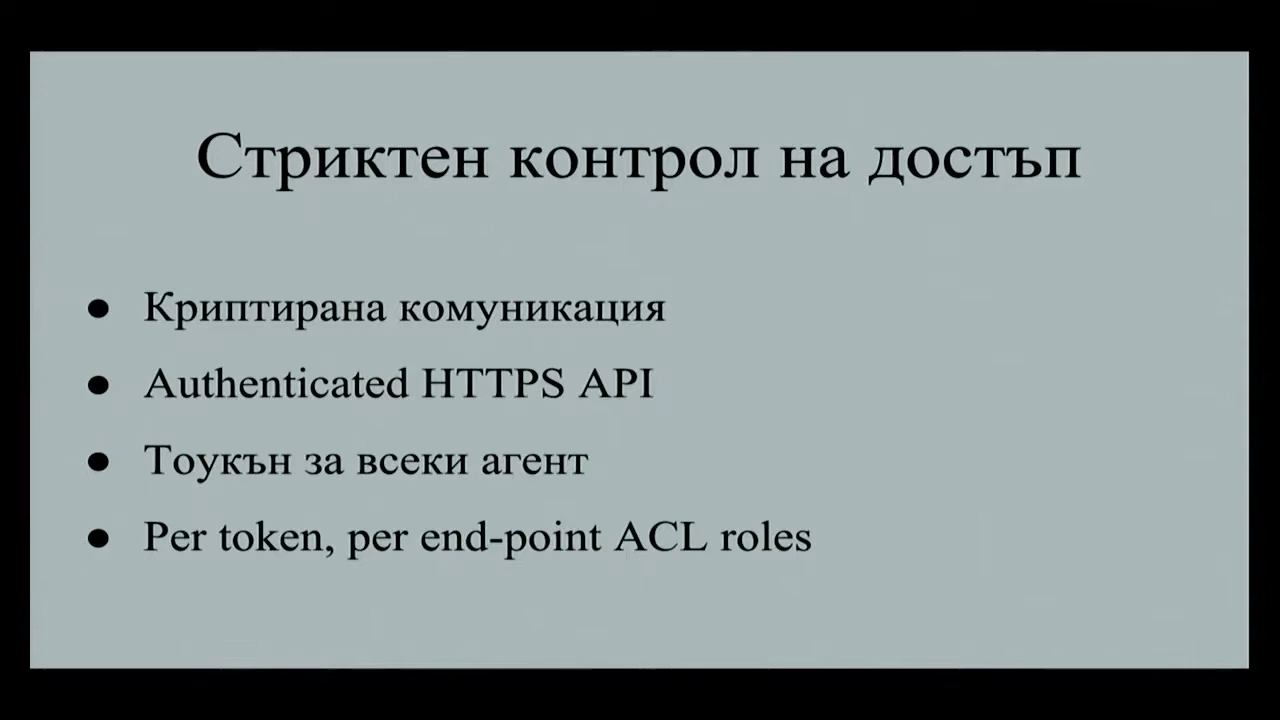 Стриктен контрол на достъп
● Криптирана комуникация
● Authenticated HTTPS API
● Тоукън за всеки агент
● Per token, per end-point ACL roles